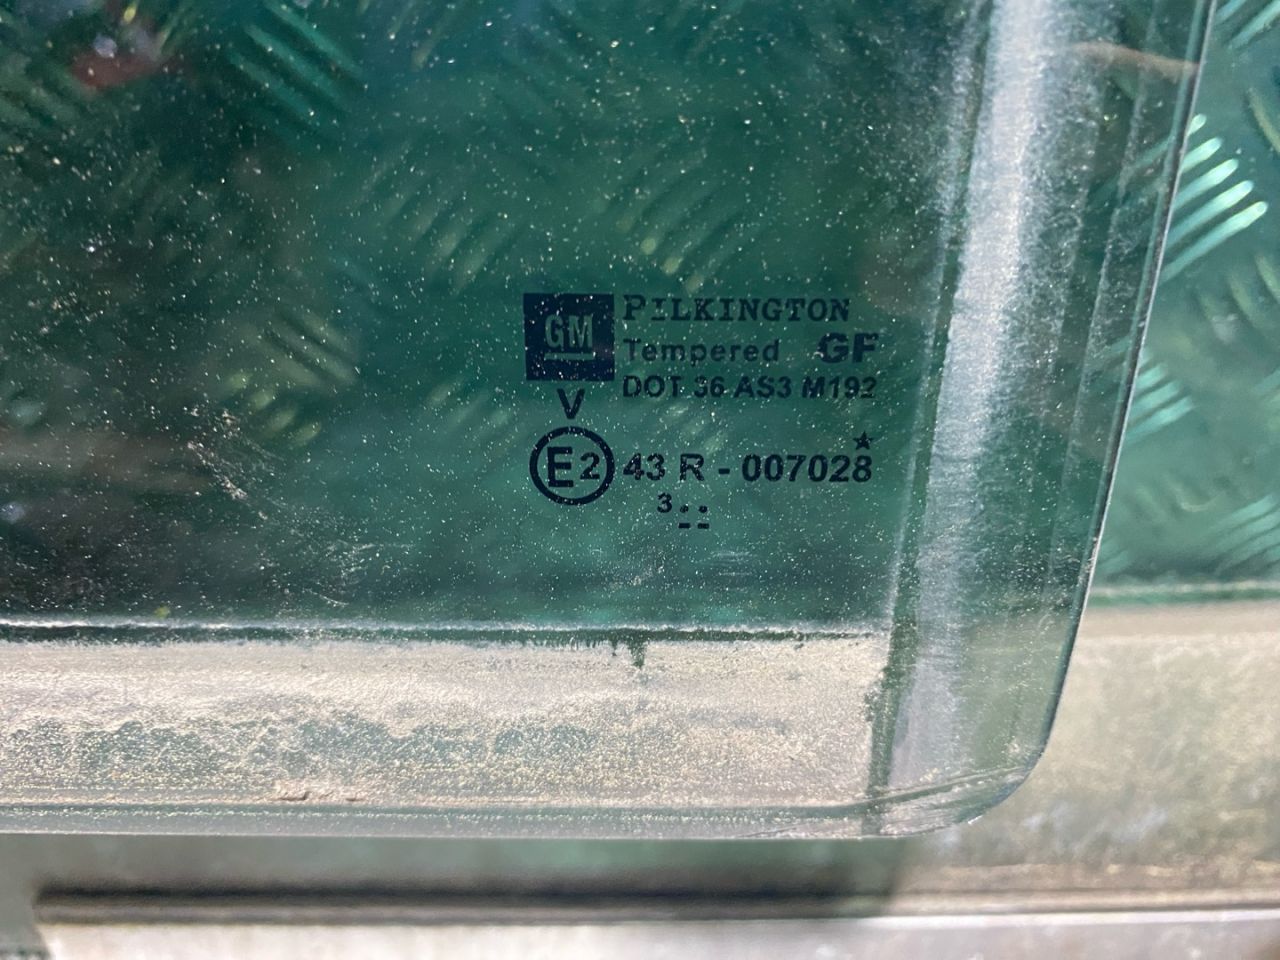 GM PILKINGTON
Tempered GF
DOT 36 AS3 M192
V
E2 43 R - 007028
3